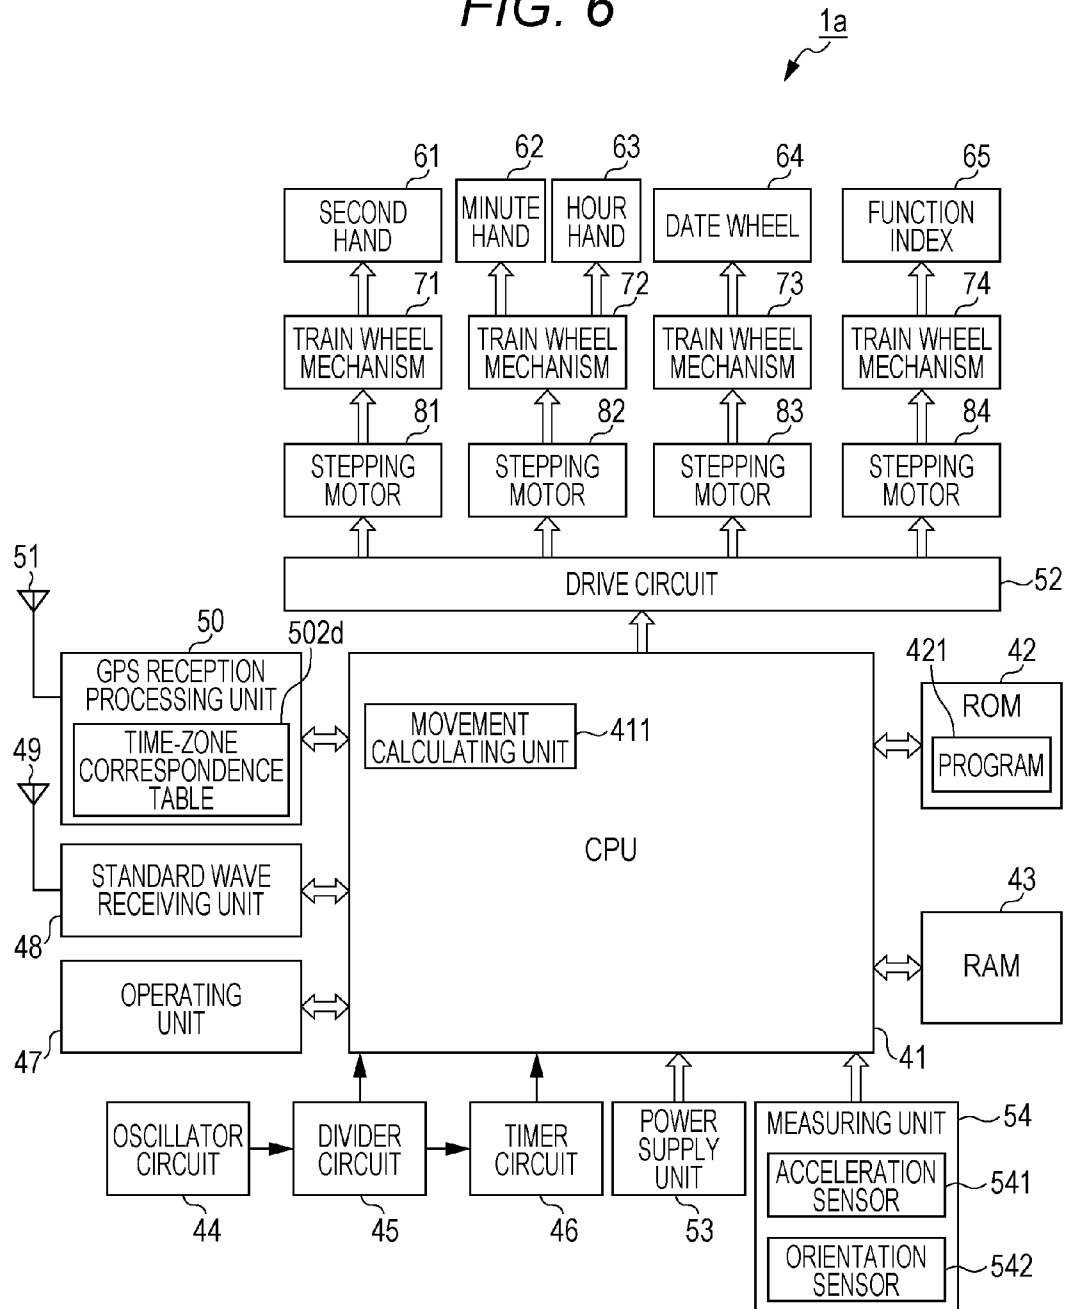 FIG. 6
1a
61
62
63
64
65
SECOND
HAND
MINUTE
HAND
HOUR
HAND
DATE WHEEL
FUNCTION
INDEX
71
72
73
74
TRAIN WHEEL
MECHANISM
TRAIN WHEEL
MECHANISM
TRAIN WHEEL
MECHANISM
TRAIN WHEEL
MECHANISM
81
82
83
84
STEPPING
MOTOR
STEPPING
MOTOR
STEPPING
MOTOR
STEPPING
MOTOR
51
DRIVE CIRCUIT
52
50
502d
GPS RECEPTION
PROCESSING UNIT
TIME-ZONE
CORRESPONDENCE
TABLE
49
MOVEMENT
CALCULATING UNIT
411
421
42
ROM
PROGRAM
CPU
STANDARD WAVE
RECEIVING UNIT
48
43
RAM
OPERATING
UNIT
47
41
OSCILLATOR
CIRCUIT
DIVIDER
CIRCUIT
TIMER
CIRCUIT
POWER
SUPPLY
UNIT
MEASURING UNIT
54
ACCELERATION
SENSOR
541
44
45
46
53
ORIENTATION
SENSOR
542